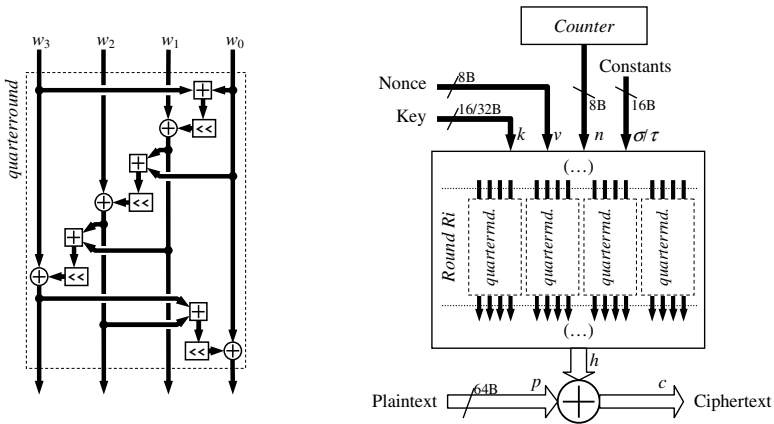 w3 w2 w1 w0
quarterround
+
<<
+
<<
+
<<
+
<<
Counter
Constants
Nonce 8B
8B 16B
Key 16/32B
k v n σ/τ
(…)
Round Ri
quarterrnd. quarterrnd. quarterrnd. quarterrnd.
(…)
h
Plaintext 64B p c Ciphertext